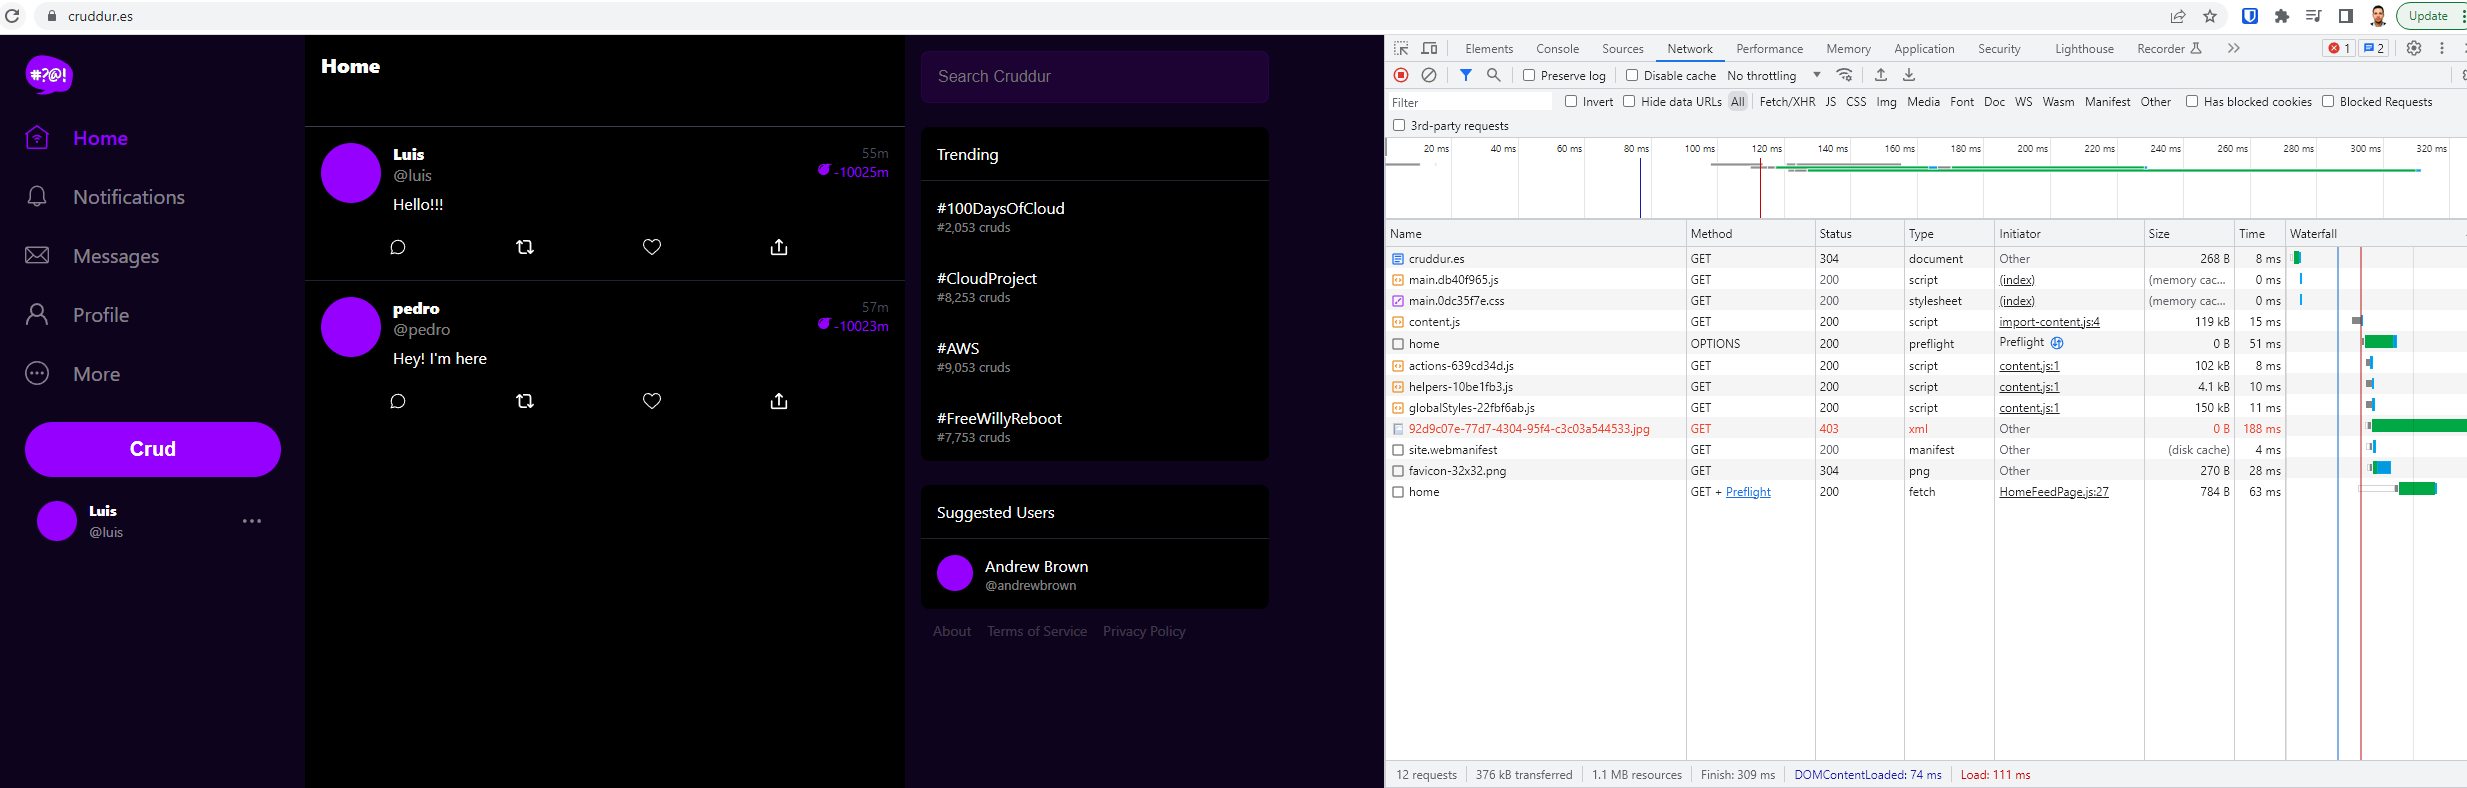 cruddur.es
Update
#?@!
Home
Notifications
Messages
Profile
More
Crud
Luis
@luis
Home
Luis
55m
@luis
-10025m
Hello!!!
pedro
57m
@pedro
-10023m
Hey! I'm here
Search Cruddur
Trending
#100DaysOfCloud
#2,053 cruds
#CloudProject
#8,253 cruds
#AWS
#9,053 cruds
#FreeWillyReboot
#7,753 cruds
Suggested Users
Andrew Brown
@andrewbrown
About Terms of Service Privacy Policy
Elements Console Sources Network Performance Memory Application Security Lighthouse Recorder 1 2
Preserve log Disable cache No throttling
Filter Invert Hide data URLs All Fetch/XHR JS CSS Img Media Font Doc WS Wasm Manifest Other Has blocked cookies Blocked Requests
3rd-party requests
20 ms 40 ms 60 ms 80 ms 100 ms 120 ms 140 ms 160 ms 180 ms 200 ms 220 ms 240 ms 260 ms 280 ms 300 ms 320 ms
Name Method Status Type Initiator Size Time Waterfall
cruddur.es GET 304 document Other 268 B 8 ms
main.db40f965.js GET 200 script (index) (memory cac... 0 ms
main.0dc35f7e.css GET 200 stylesheet (index) (memory cac... 0 ms
content.js GET 200 script import-content.js:4 119 kB 15 ms
home OPTIONS 200 preflight Preflight 0 B 51 ms
actions-639cd34d.js GET 200 script content.js:1 102 kB 8 ms
helpers-10be1fb3.js GET 200 script content.js:1 4.1 kB 10 ms
globalStyles-22fbf6ab.js GET 200 script content.js:1 150 kB 11 ms
92d9c07e-77d7-4304-95f4-c3c03a544533.jpg GET 403 xml Other 0 B 188 ms
site.webmanifest GET 200 manifest Other (disk cache) 4 ms
favicon-32x32.png GET 304 png Other 270 B 28 ms
home GET + Preflight 200 fetch HomeFeedPage.js:27 784 B 63 ms
12 requests 376 kB transferred 1.1 MB resources Finish: 309 ms DOMContentLoaded: 74 ms Load: 111 ms